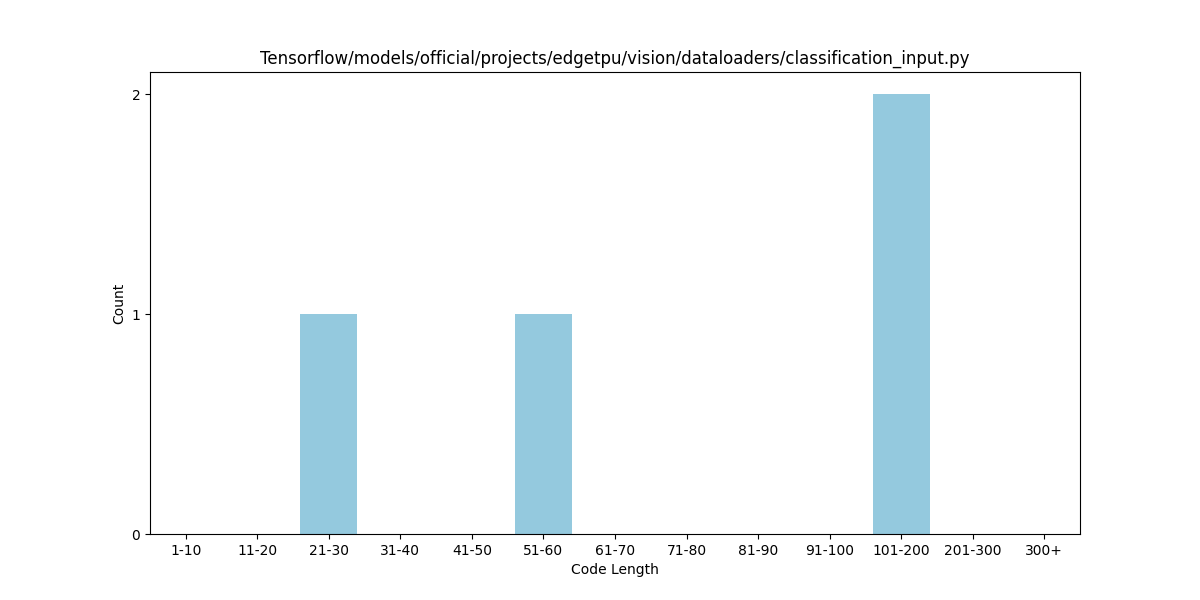 Tensorflow/models/official/projects/edgetpu/vision/dataloaders/classification_input.py
2
1
0
Count
1-10 11-20 21-30 31-40 41-50 51-60 61-70 71-80 81-90 91-100 101-200 201-300 300+
Code Length